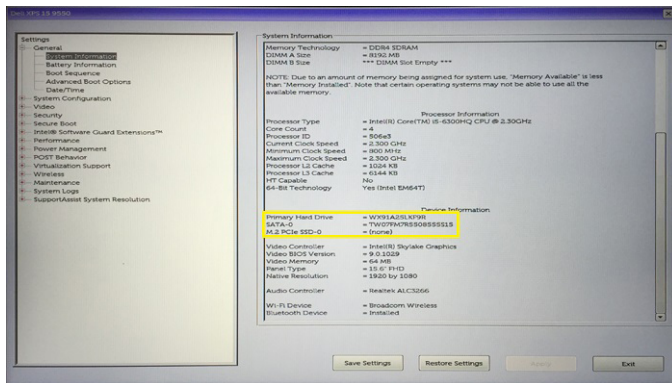 Dell XPS 15 9550
Settings
General
System Information
Battery Information
Boot Sequence
Advanced Boot Options
Date/Time
System Configuration
Video
Security
Secure Boot
Intel® Software Guard Extensions™
Performance
Power Management
POST Behavior
Virtualization Support
Wireless
Maintenance
System Logs
SupportAssist System Resolution
System Information
Memory Technology = DDR4 SDRAM
DIMM A Size = 8192 MB
DIMM B Size *** DIMM Slot Empty ***
NOTE: Due to an amount of memory being assigned for system use, "Memory Available" is less
than "Memory Installed". Note that certain operating systems may not be able to use all the
available memory.
Processor Information
Processor Type = Intel(R) Core(TM) i5-6300HQ CPU @ 2.30GHz
Core Count = 4
Processor ID = 506e3
Current Clock Speed = 2.300 GHz
Minimum Clock Speed = 800 MHz
Maximum Clock Speed = 2.300 GHz
Processor L2 Cache = 1024 KB
Processor L3 Cache = 6144 KB
HT Capable No
64-Bit Technology Yes (Intel EM64T)
Device Information
Primary Hard Drive = WX91A25LKP9R
SATA-0 = TW07FM7R5508555515
M.2 PCIe SSD-0 = (none)
Video Controller = Intel(R) Skylake Graphics
Video BIOS Version = 9.0.1029
Video Memory = 64 MB
Panel Type = 15.6" FHD
Native Resolution = 1920 by 1080
Audio Controller = Realtek ALC3266
Wi-Fi Device = Broadcom Wireless
Bluetooth Device = Installed
Save Settings
Restore Settings
Apply
Exit